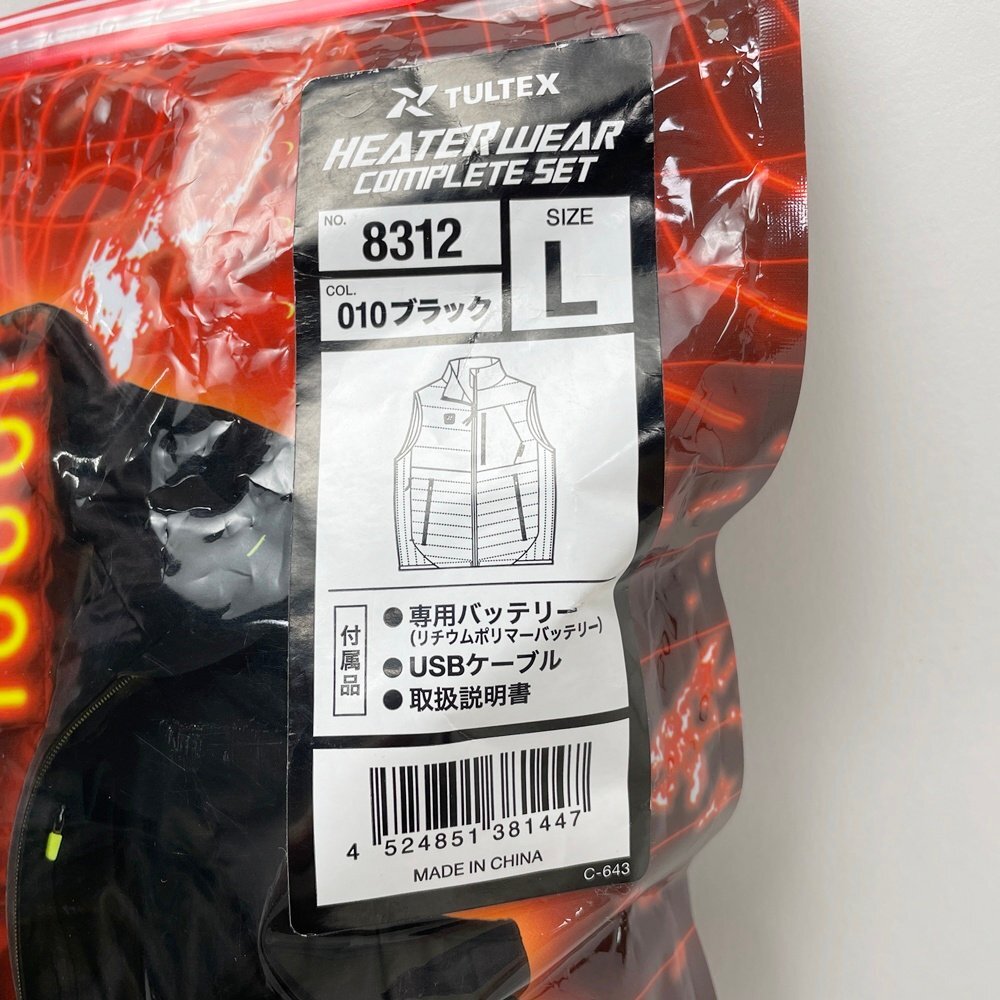 TULTEX
HEATER WEAR
COMPLETE SET
NO.
8312
COL.
010ブラック
SIZE
L
付属品
●専用バッテリー
(リチウムポリマーバッテリー)
●USBケーブル
●取扱説明書
4 524851 381447
MADE IN CHINA
C-643